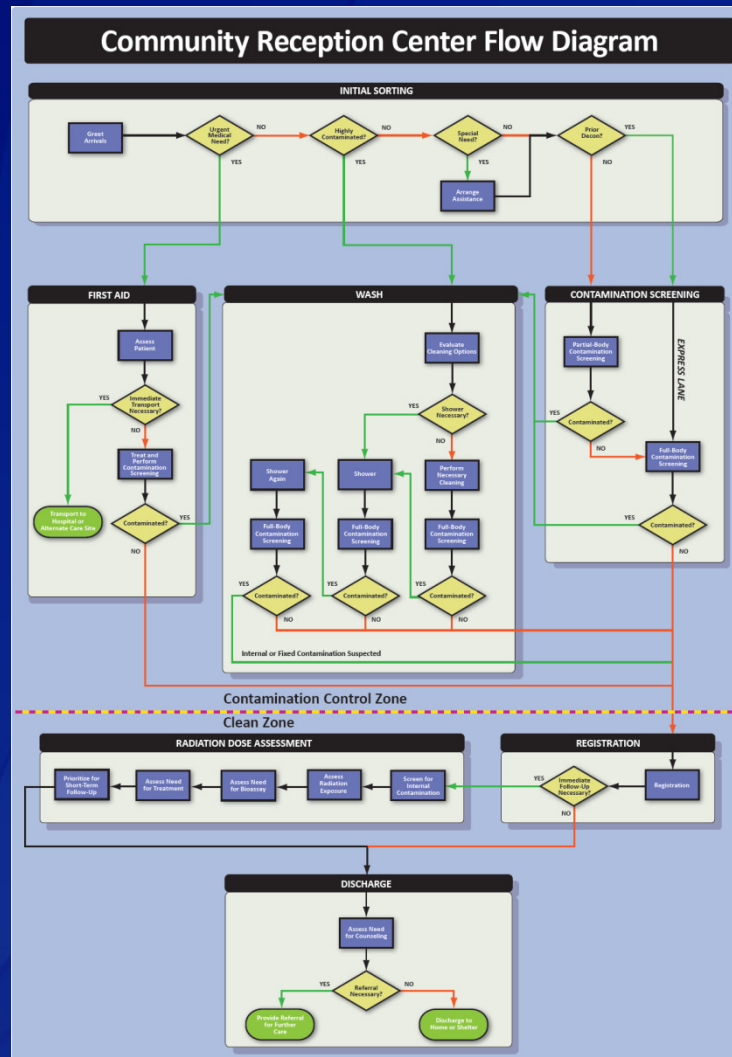 Community Reception Center Flow Diagram
INITIAL SORTING
Greet
Arrivals
Urgent
Medical
Need?
NO
YES
Highly
Contaminated?
NO
YES
Special
Need?
NO
YES
Arrange
Assistance
Prior
Decon?
YES
NO
FIRST AID
Assess
Patient
Immediate
Transport
Necessary?
YES
NO
Treat and
Perform
Contamination
Screening
Transport to
Hospital or
Alternate Care Site
Contaminated?
YES
NO
WASH
Evaluate
Cleaning Options
Shower
Necessary?
YES
NO
Shower
Again
Shower
Perform
Necessary
Cleaning
Full-Body
Contamination
Screening
Full-Body
Contamination
Screening
Full-Body
Contamination
Screening
YES
Contaminated?
NO
YES
Contaminated?
NO
YES
Contaminated?
NO
Internal or Fixed Contamination Suspected
CONTAMINATION SCREENING
Partial-Body
Contamination
Screening
EXPRESS LANE
Contaminated?
YES
NO
Full-Body
Contamination
Screening
Contaminated?
YES
NO
Contamination Control Zone
Clean Zone
RADIATION DOSE ASSESSMENT
Prioritize for
Short-Term
Follow-Up
Assess Need
for Treatment
Assess Need
for Bioassay
Assess
Radiation
Exposure
Screen for
Internal
Contamination
REGISTRATION
YES
Immediate
Follow-Up
Necessary?
NO
Registration
DISCHARGE
Assess Need
for Counseling
Referral
Necessary?
YES
NO
Provide Referral
for Further
Care
Discharge to
Home or Shelter